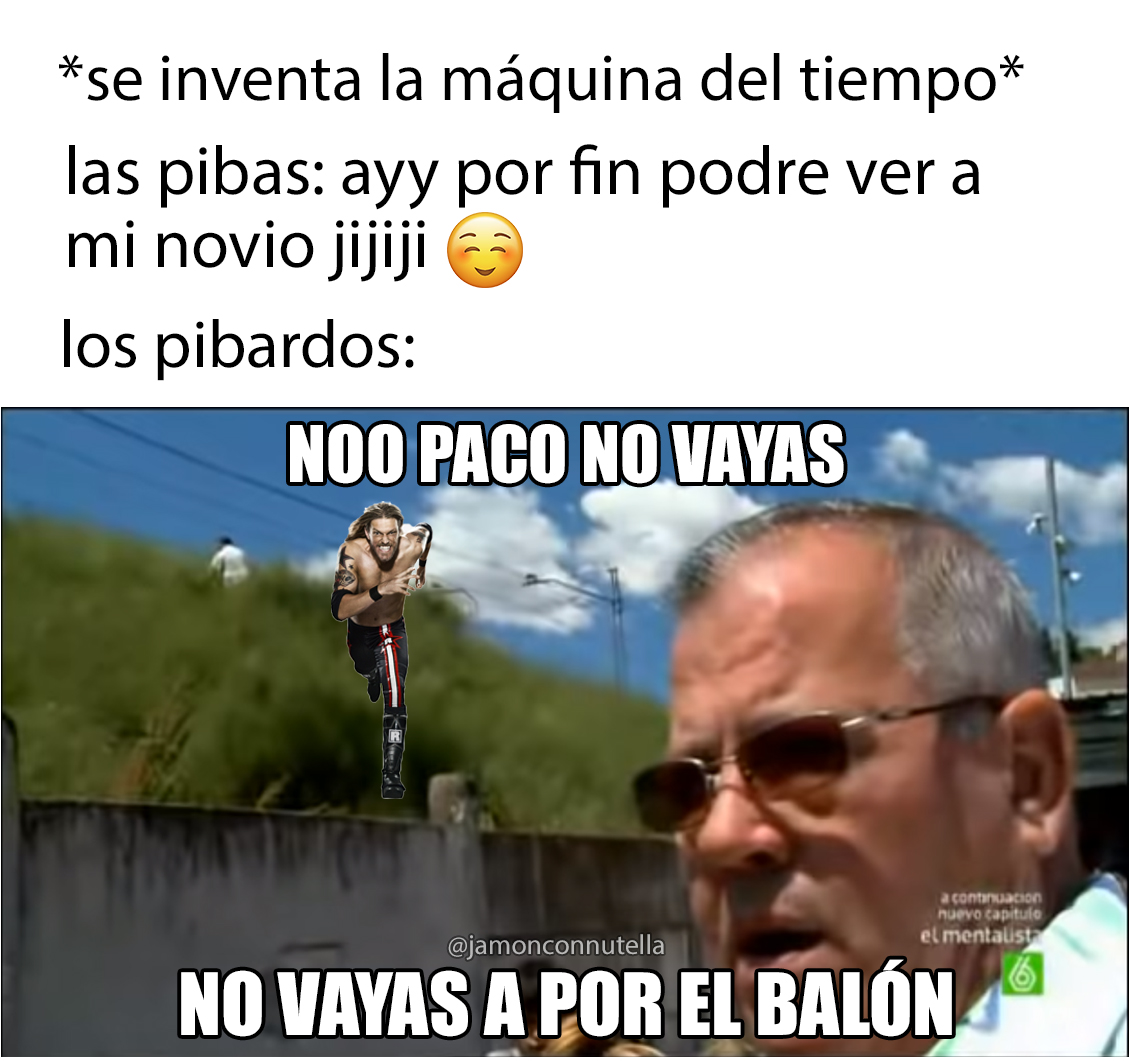 *se inventa la máquina del tiempo*
las pibas: ayy por fin podre ver a
mi novio jijiji ☺️
los pibardos:
NOO PACO NO VAYAS
R
a continuacion
nuevo capitulo
el mentalista
@jamonconnutella
6
NO VAYAS A POR EL BALÓN